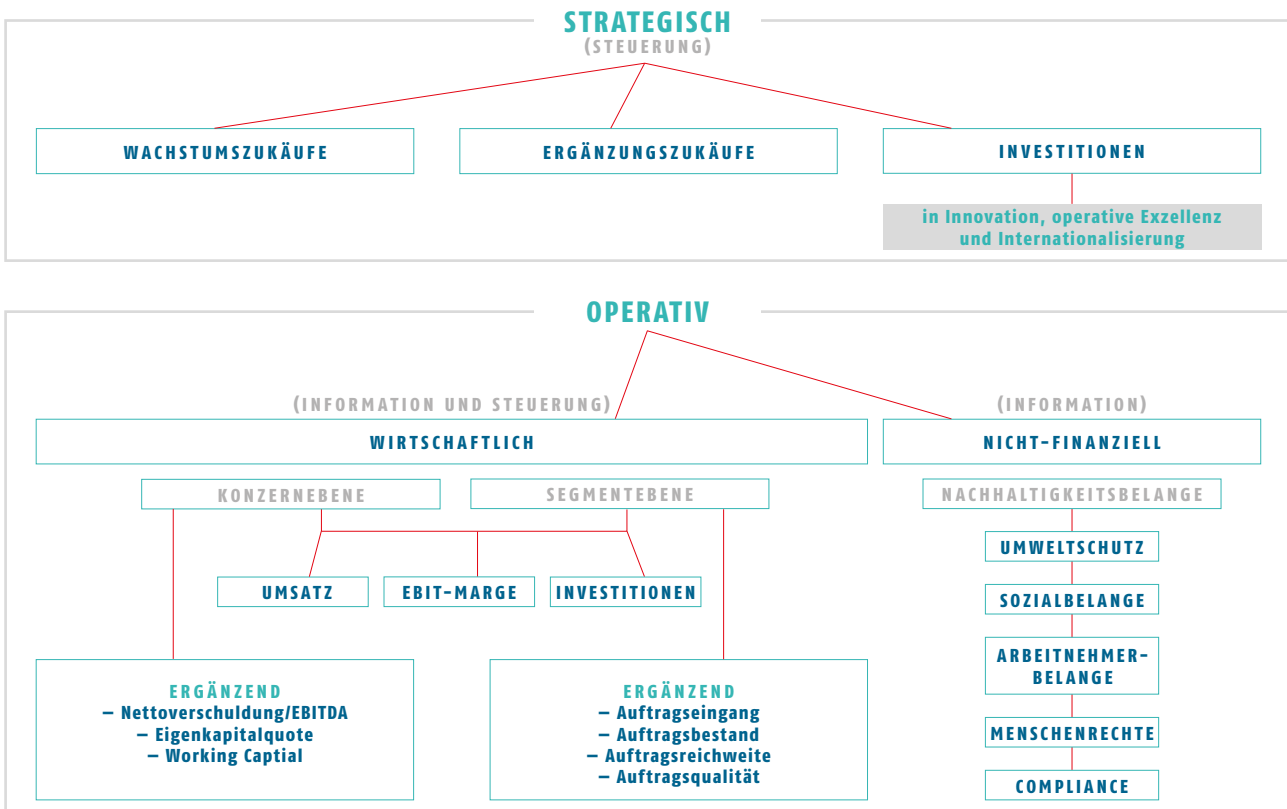 STRATEGISCH
(STEUERUNG)
WACHSTUMSZUKÄUFE
ERGÄNZUNGSZUKÄUFE
INVESTITIONEN
in Innovation, operative Exzellenz
und Internationalisierung
OPERATIV
(INFORMATION UND STEUERUNG)
(INFORMATION)
WIRTSCHAFTLICH
NICHT-FINANZIELL
KONZERNEBENE
SEGMENTEBENE
NACHHALTIGKEITSBELANGE
UMSATZ
EBIT-MARGE
INVESTITIONEN
ERGÄNZEND
– Nettoverschuldung/EBITDA
– Eigenkapitalquote
– Working Captial
ERGÄNZEND
– Auftragseingang
– Auftragsbestand
– Auftragsreichweite
– Auftragsqualität
UMWELTSCHUTZ
SOZIALBELANGE
ARBEITNEHMER-
BELANGE
MENSCHENRECHTE
COMPLIANCE